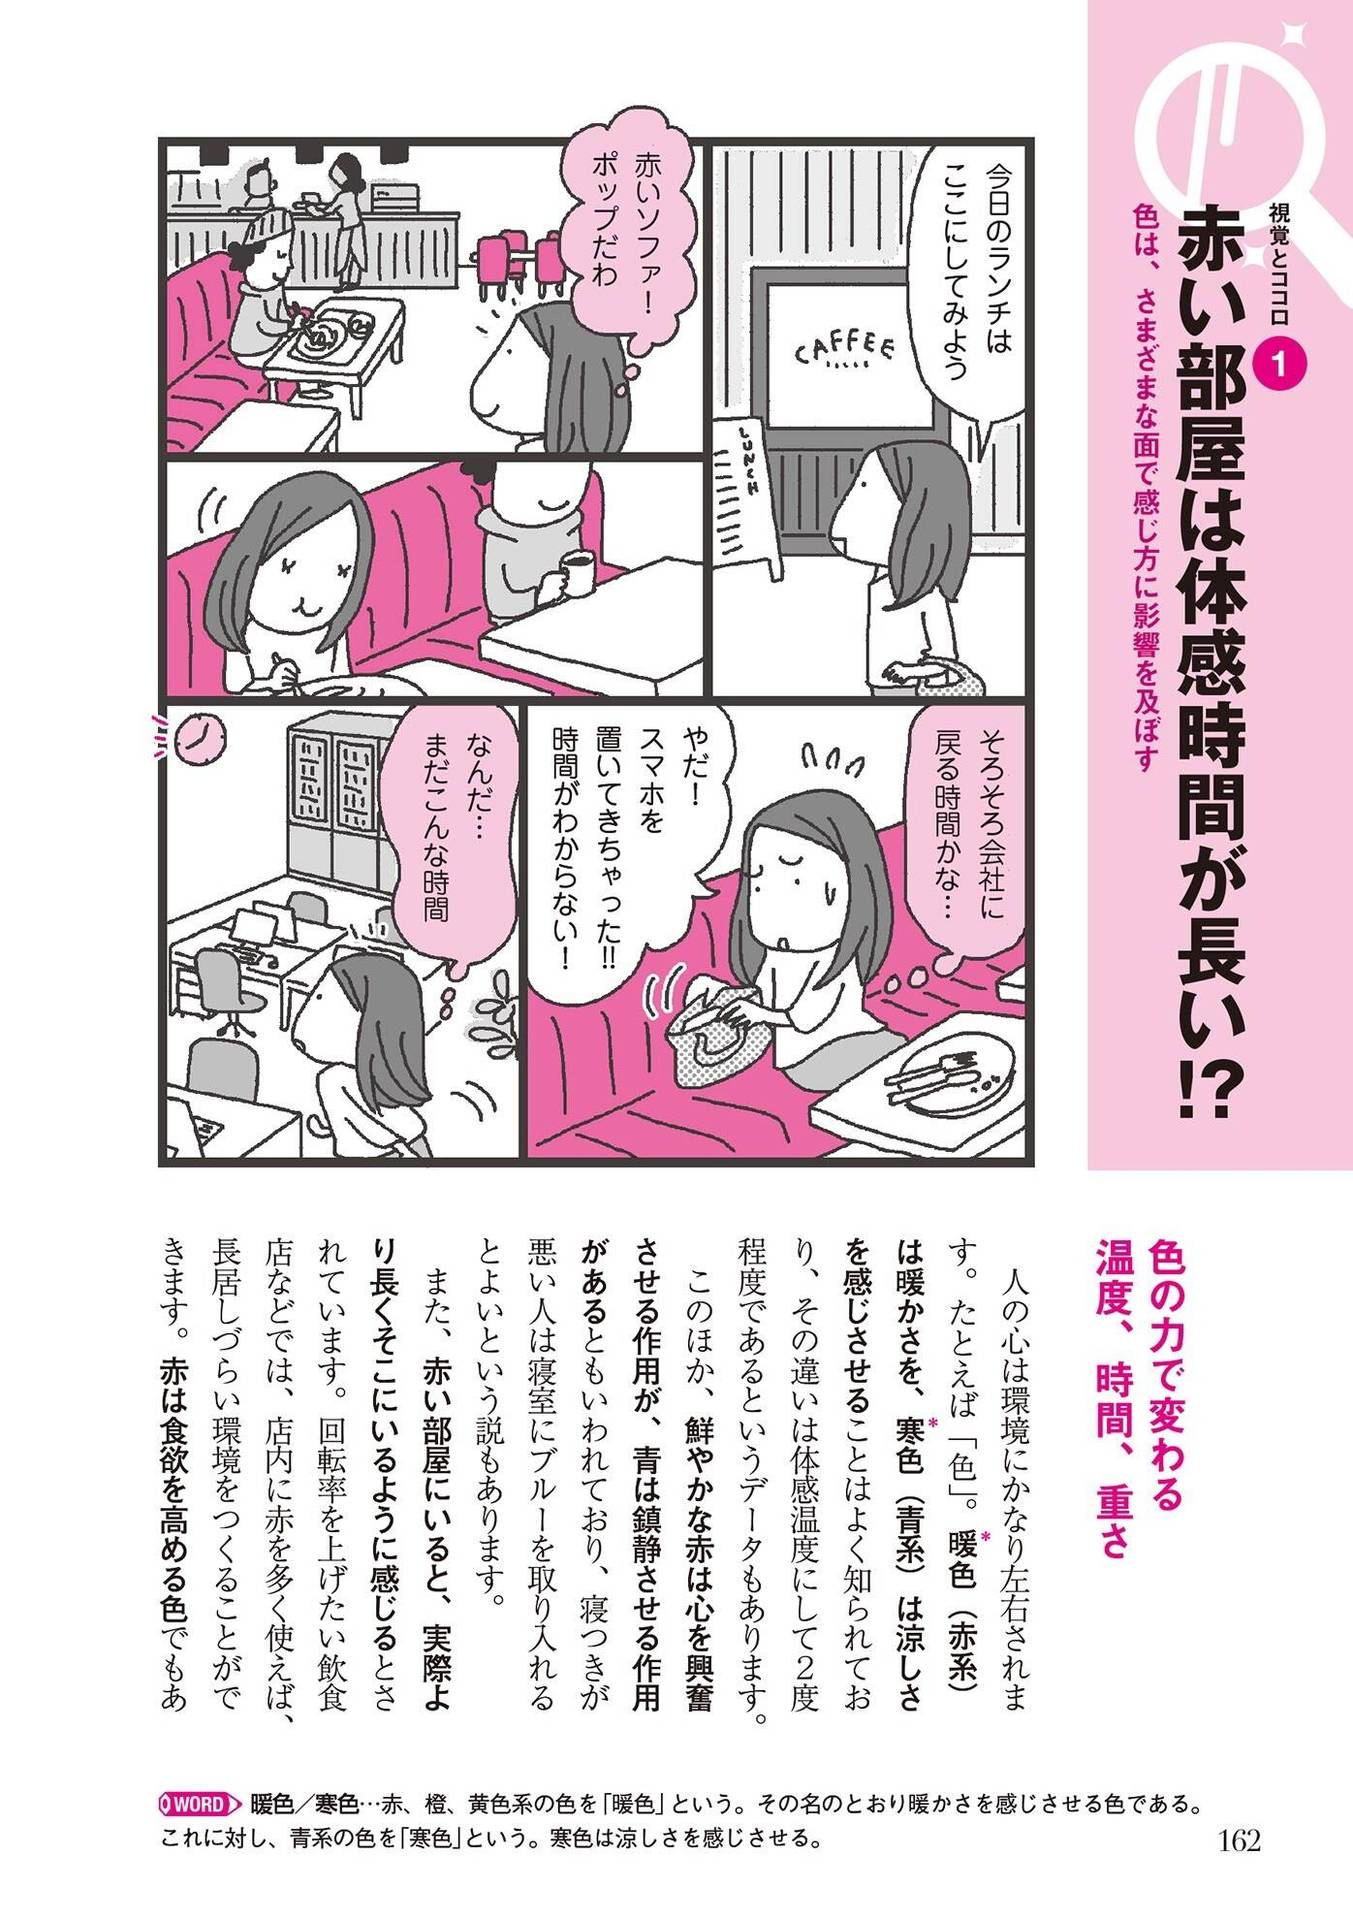 視覚とココロ
1
赤い部屋は体感時間が長い!?
色は、さまざまな面で感じ方に影響を及ぼす
今日のランチは
ここにしてみよう
CAFFEE
LUNCH
赤いソファ！
ポップだわ
そろそろ会社に
戻る時間かな…
やだ！
スマホを
置いてきちゃった!!
時間がわからない！
なんだ…
まだこんな時間
色の力で変わる
温度、時間、重さ
人の心は環境にかなり左右されま
す。たとえば「色」。暖色（赤系）
は暖かさを、寒色（青系）は涼しさ
を感じさせることはよく知られてお
り、その違いは体感温度にして２度
程度であるというデータもあります。
このほか、鮮やかな赤は心を興奮
させる作用が、青は鎮静させる作用
があるともいわれており、寝つきが
悪い人は寝室にブルーを取り入れる
とよいという説もあります。
また、赤い部屋にいると、実際よ
り長くそこにいるように感じるとさ
れています。回転率を上げたい飲食
店などでは、店内に赤を多く使えば、
長居しづらい環境をつくることがで
きます。赤は食欲を高める色でもあ
WORD 暖色／寒色…赤、橙、黄色系の色を「暖色」という。その名のとおり暖かさを感じさせる色である。
これに対し、青系の色を「寒色」という。寒色は涼しさを感じさせる。
162